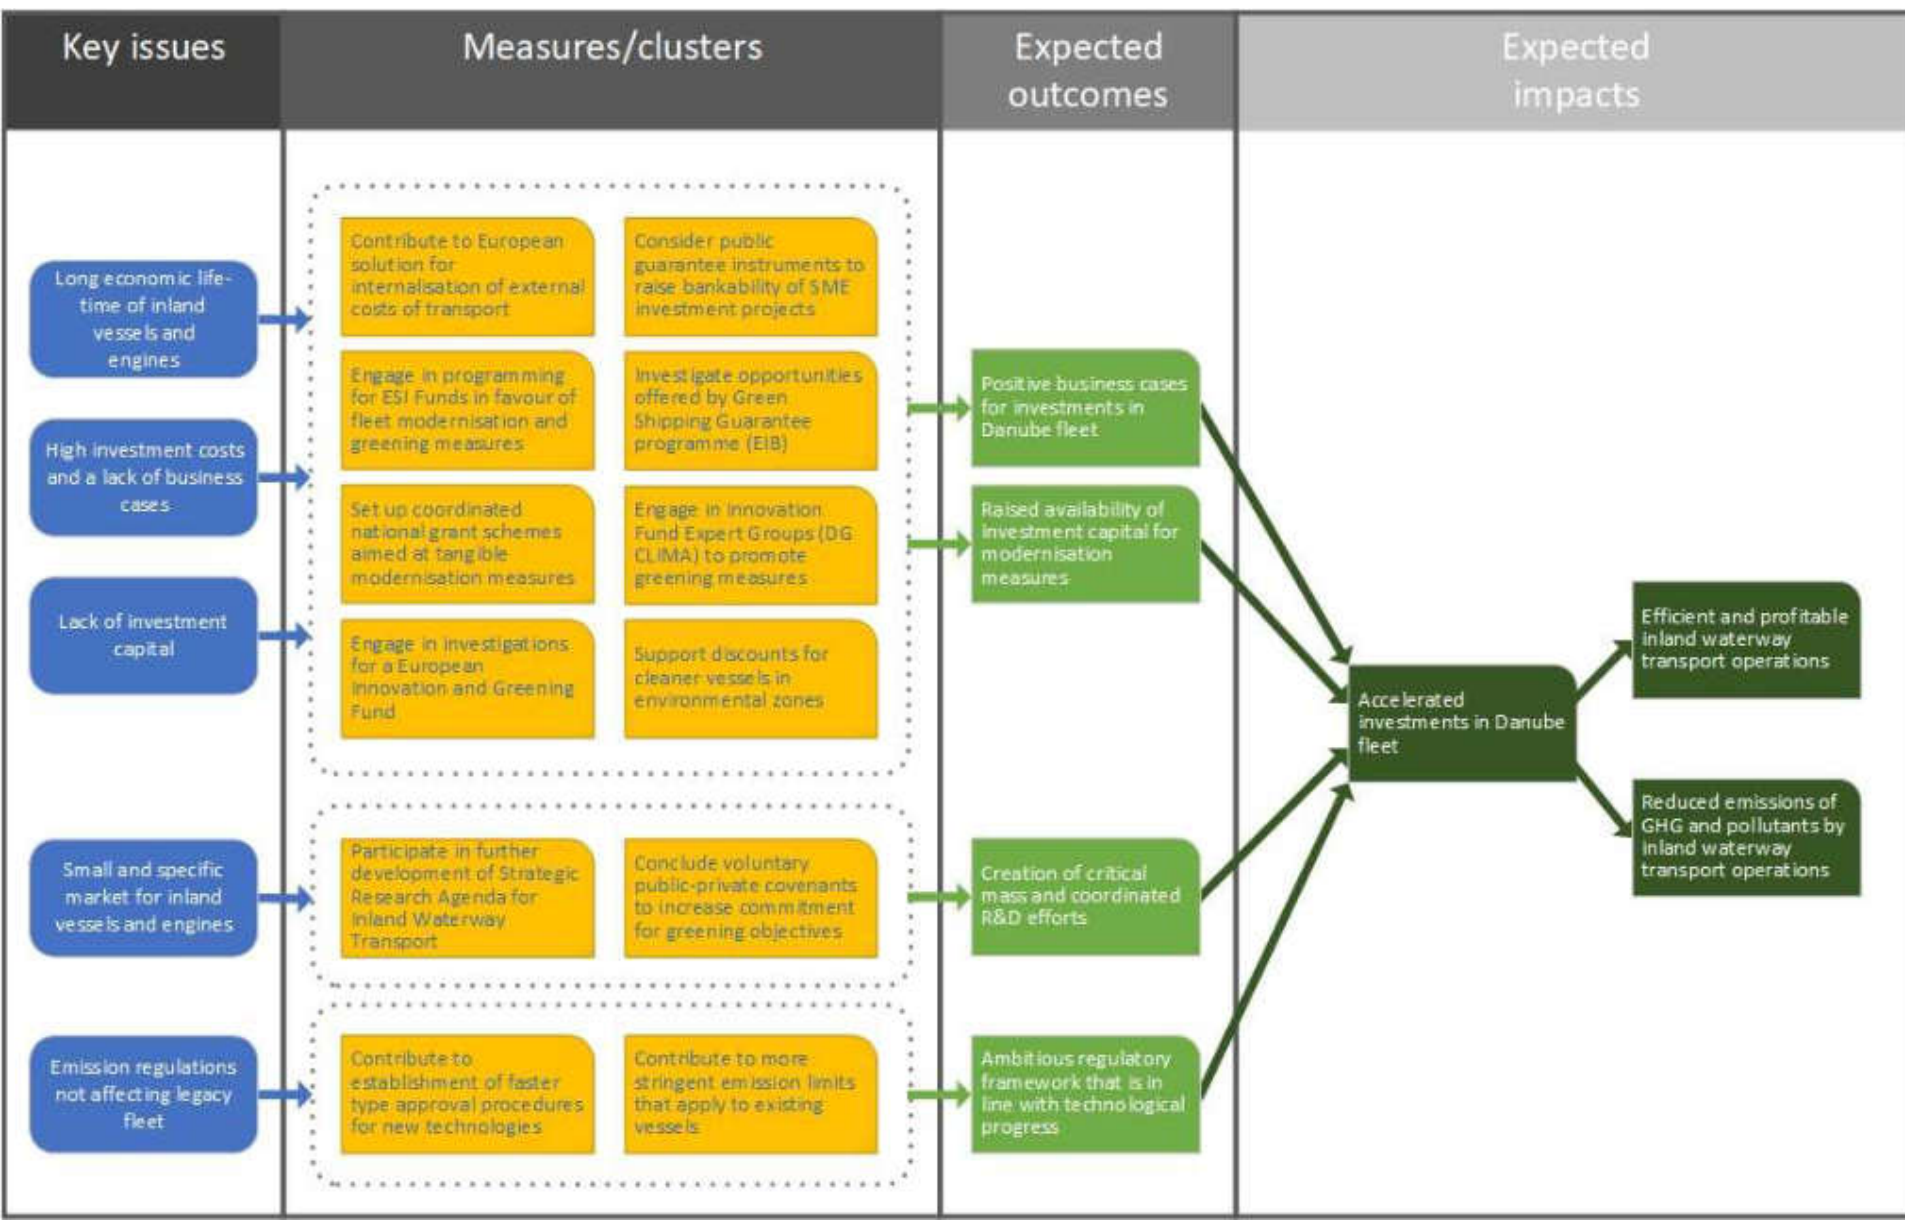 Key issues
Measures/clusters
Expected
outcomes
Expected
impacts
Long economic life-
time of inland
vessels and
engines
High investment costs
and a lack of business
cases
Lack of investment
capital
Small and specific
market for inland
vessels and engines
Emission regulations
not affecting legacy
fleet
Contribute to European
solution for
internalisation of external
costs of transport
Consider public
guarantee instruments to
raise bankability of SME
investment projects
Engage in programming
for ESI Funds in favour of
fleet modernisation and
greening measures
Investigate opportunities
offered by Green
Shipping Guarantee
programme (EIB)
Set up coordinated
national grant schemes
aimed at tangible
modernisation measures
Engage in Innovation
Fund Expert Groups (DG
CLIMA) to promote
greening measures
Engage in investigations
for a European
Innovation and Greening
Fund
Support discounts for
cleaner vessels in
environmental zones
Participate in further
development of Strategic
Research Agenda for
Inland Waterway
Transport
Conclude voluntary
public-private covenants
to increase commitment
for greening objectives
Contribute to
establishment of faster
type approval procedures
for new technologies
Contribute to more
stringent emission limits
that apply to existing
vessels
Positive business cases
for investments in
Danube fleet
Raised availability of
investment capital for
modernisation
measures
Creation of critical
mass and coordinated
R&D efforts
Ambitious regulatory
framework that is in
line with technological
progress
Accelerated
investments in Danube
fleet
Efficient and profitable
inland waterway
transport operations
Reduced emissions of
GHG and pollutants by
inland waterway
transport operations